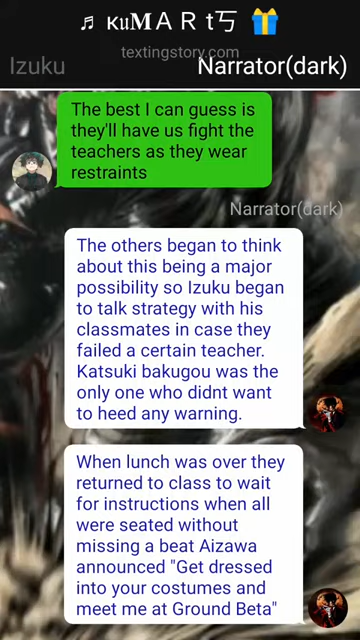 ♬ ĸυ𝐌A R t丂 🎁
textingstory.com
Izuku
Narrator(dark)
The best I can guess is
they'll have us fight the
teachers as they wear
restraints
Narrator(dark)
The others began to think
about this being a major
possibility so Izuku began
to talk strategy with his
classmates in case they
failed a certain teacher.
Katsuki bakugou was the
only one who didnt want
to heed any warning.
When lunch was over they
returned to class to wait
for instructions when all
were seated without
missing a beat Aizawa
announced "Get dressed
into your costumes and
meet me at Ground Beta"